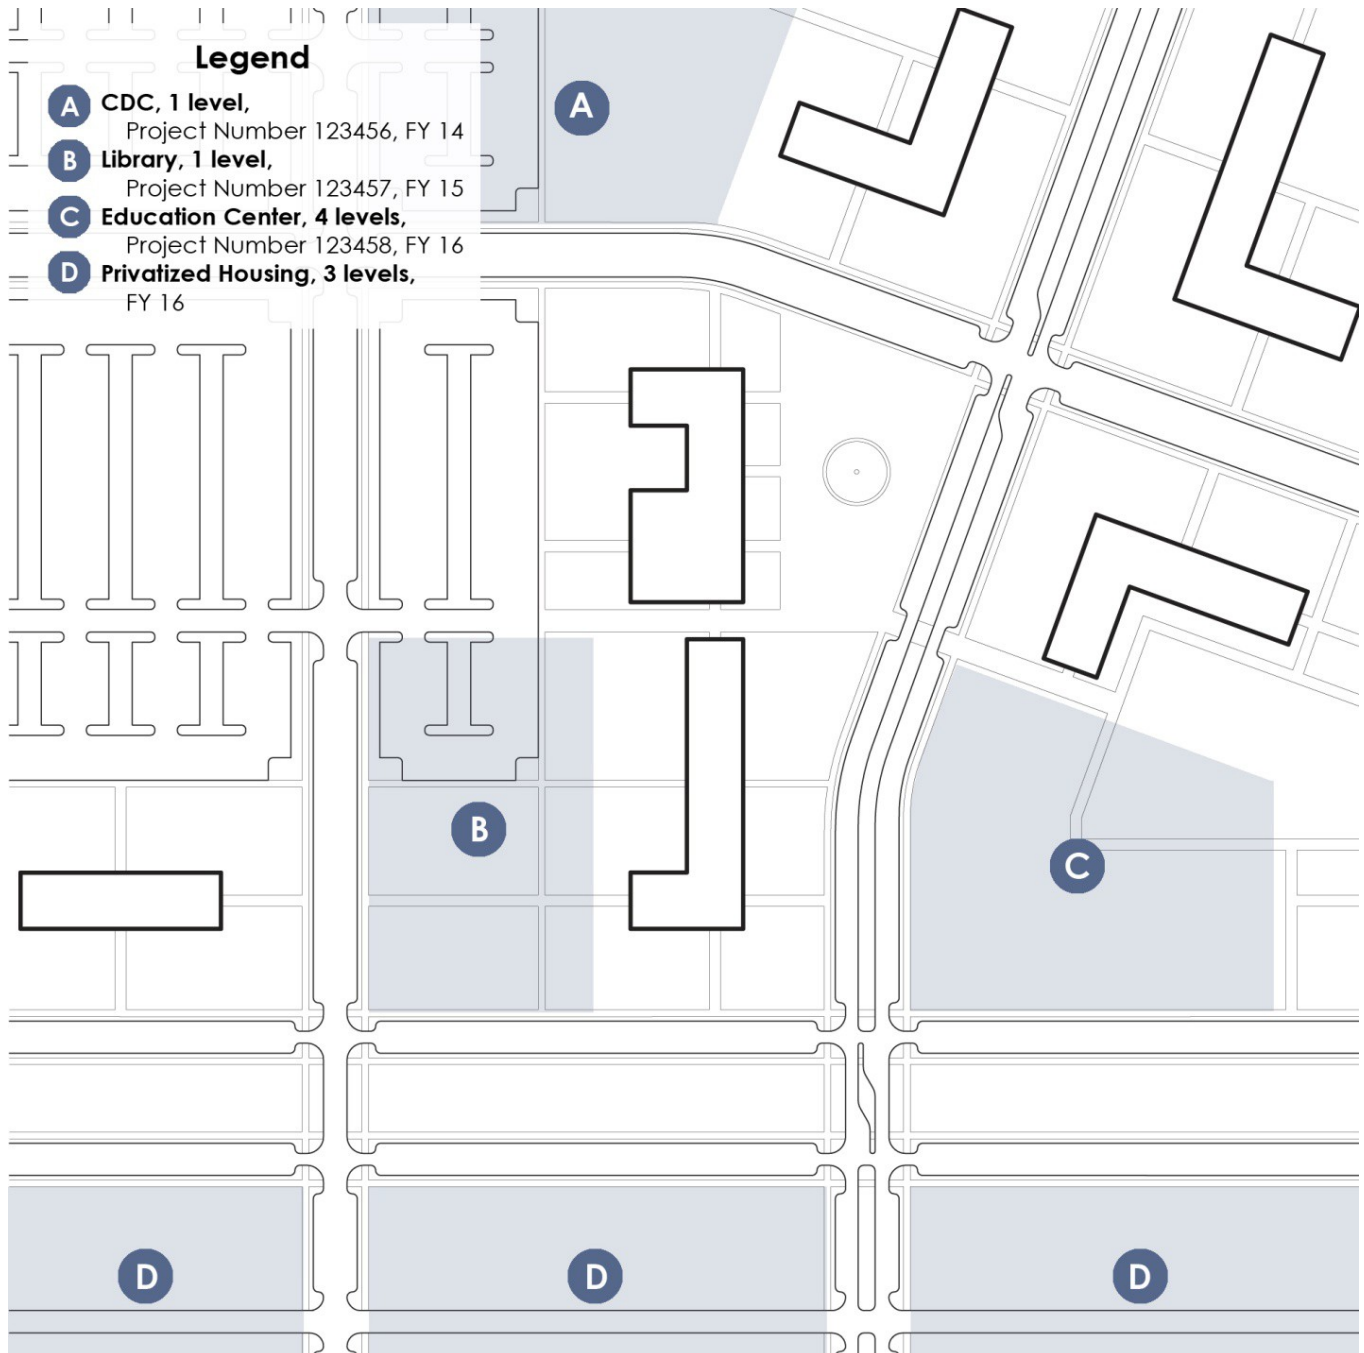 Legend
A CDC, 1 level,
Project Number 123456, FY 14
B Library, 1 level,
Project Number 123457, FY 15
C Education Center, 4 levels,
Project Number 123458, FY 16
D Privatized Housing, 3 levels,
FY 16
A
B
C
D
D
D